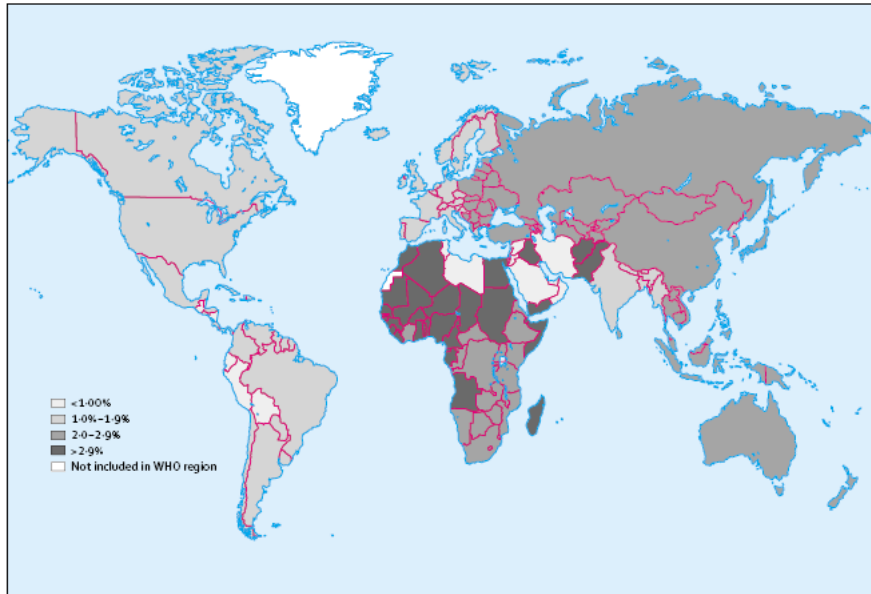 <1·00%
1·0%–1·9%
2·0–2·9%
>2·9%
Not included in WHO region